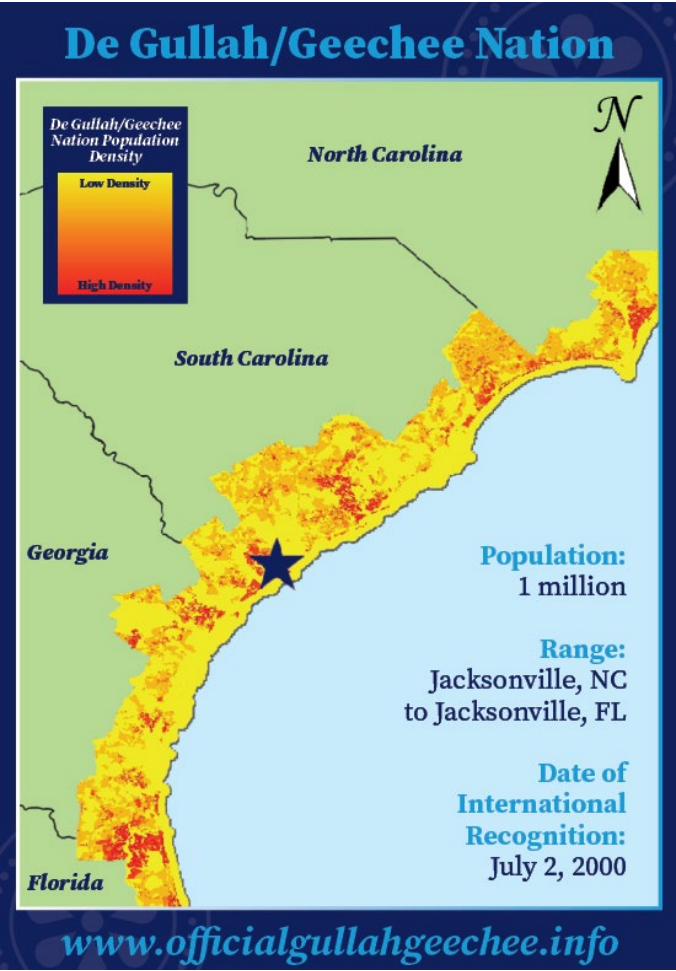 De Gullah/Geechee Nation
De Gullah/Geechee
Nation Population
Density
Low Density
High Density
N
North Carolina
South Carolina
Georgia
Population:
1 million
Range:
Jacksonville, NC
to Jacksonville, FL
Date of
International
Recognition:
July 2, 2000
Florida
www.officialgullahgeechee.info